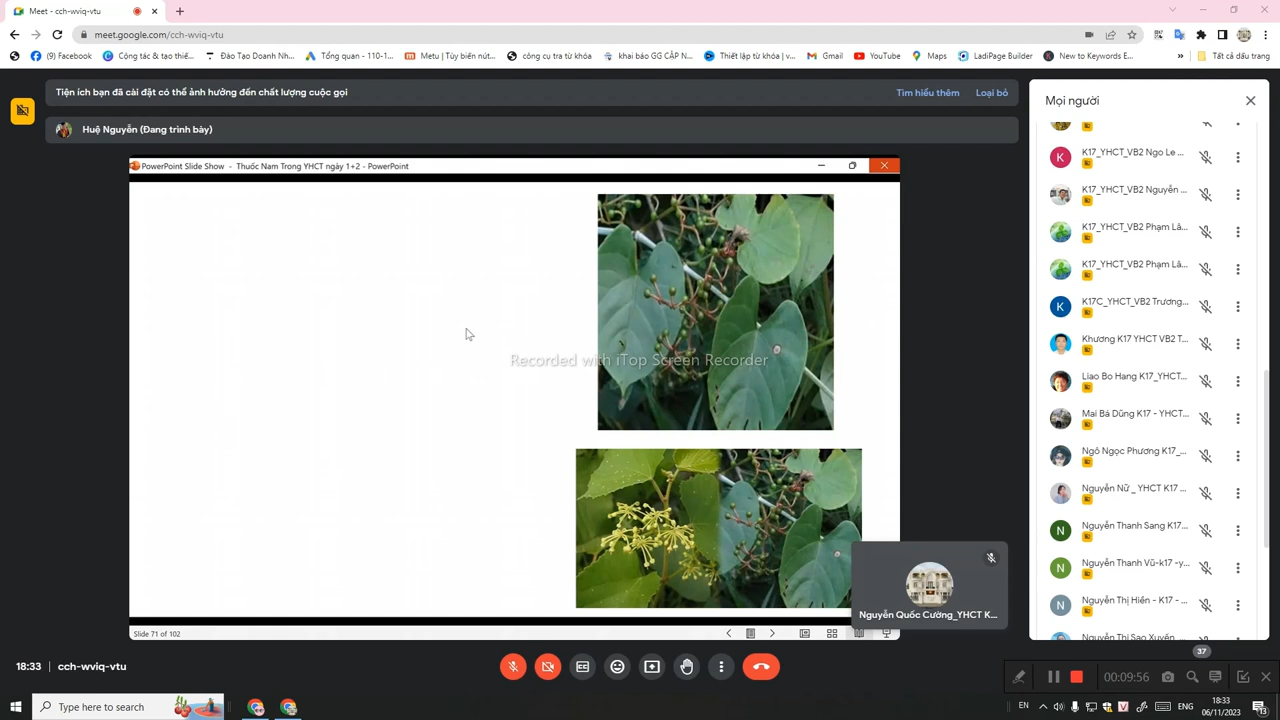 Meet - cch-wviq-vtu
meet.google.com/cch-wviq-vtu
(3) Facebook
Công tác & tạo thiế...
Đào Tạo Doanh Nh...
Tổng quan - 110-1...
Metu | Tùy biến nút...
công cụ tra từ khóa
khai báo GG CẤP N...
Thiết lập từ khóa | v...
Gmail
YouTube
Maps
LadiPage Builder
New to Keywords E...
»
Tất cả dấu trang
Tiện ích bạn đã cài đặt có thể ảnh hưởng đến chất lượng cuộc gọi
Tìm hiểu thêm
Loại bỏ
Huệ Nguyễn (Đang trình bày)
PowerPoint Slide Show - Thuốc Nam Trong YHCT ngày 1+2 - PowerPoint
Recorded with iTop Screen Recorder
Nguyễn Quốc Cường_YHCT K...
Slide 71 of 102
Mọi người
K
K17_YHCT_VB2 Ngo Le ...
K17_YHCT_VB2 Nguyễn ...
K17_YHCT_VB2 Phạm Lâ...
K17_YHCT_VB2 Phạm Lâ...
K
K17C_YHCT_VB2 Trương...
Khương K17 YHCT VB2 T...
Liao Bo Hang K17_YHCT...
Mai Bá Dũng K17 - YHCT...
Ngô Ngọc Phương K17_...
Nguyễn Nữ _ YHCT K17 ...
N
Nguyễn Thanh Sang K17...
N
Nguyễn Thanh Vũ-k17 -y...
N
Nguyễn Thị Hiền - K17 - ...
Nguyễn Thị Sao Xuyến
37
18:33 | cch-wviq-vtu
00:09:56
Type here to search
EN
ENG
18:33
06/11/2023
13